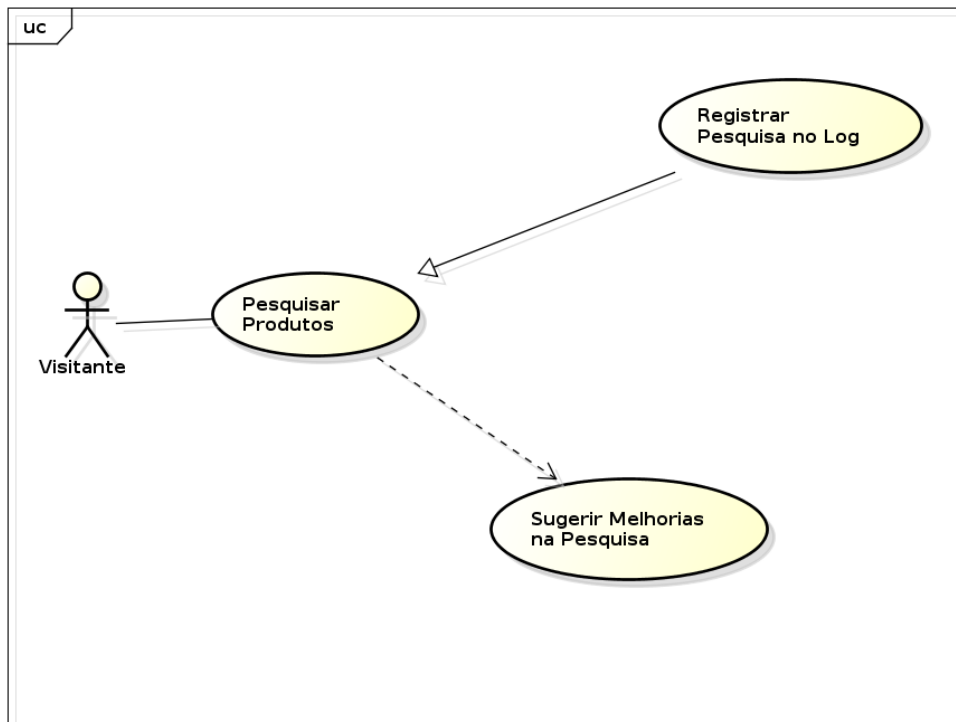 uc
Registrar
Pesquisa no Log
Pesquisar
Produtos
Visitante
Sugerir Melhorias
na Pesquisa